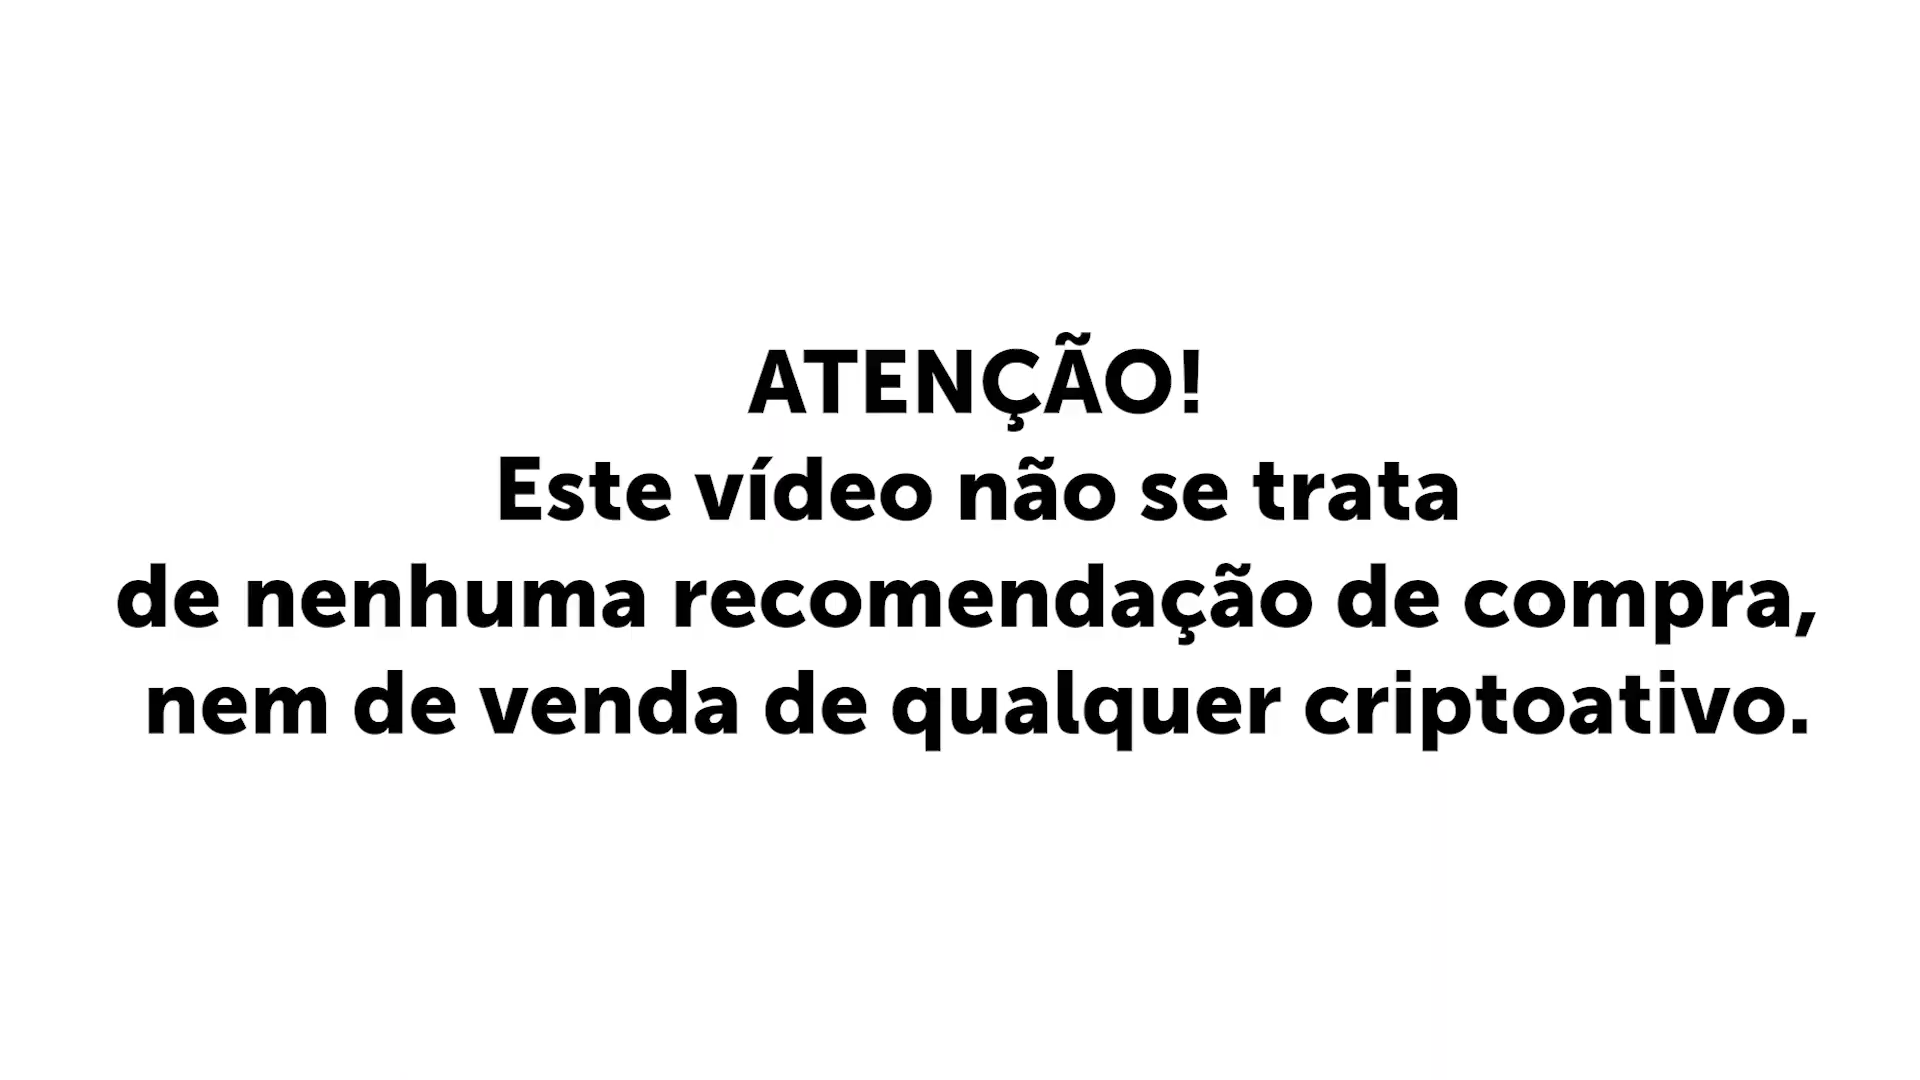 ATENÇÃO!
Este vídeo não se trata
de nenhuma recomendação de compra,
nem de venda de qualquer criptoativo.